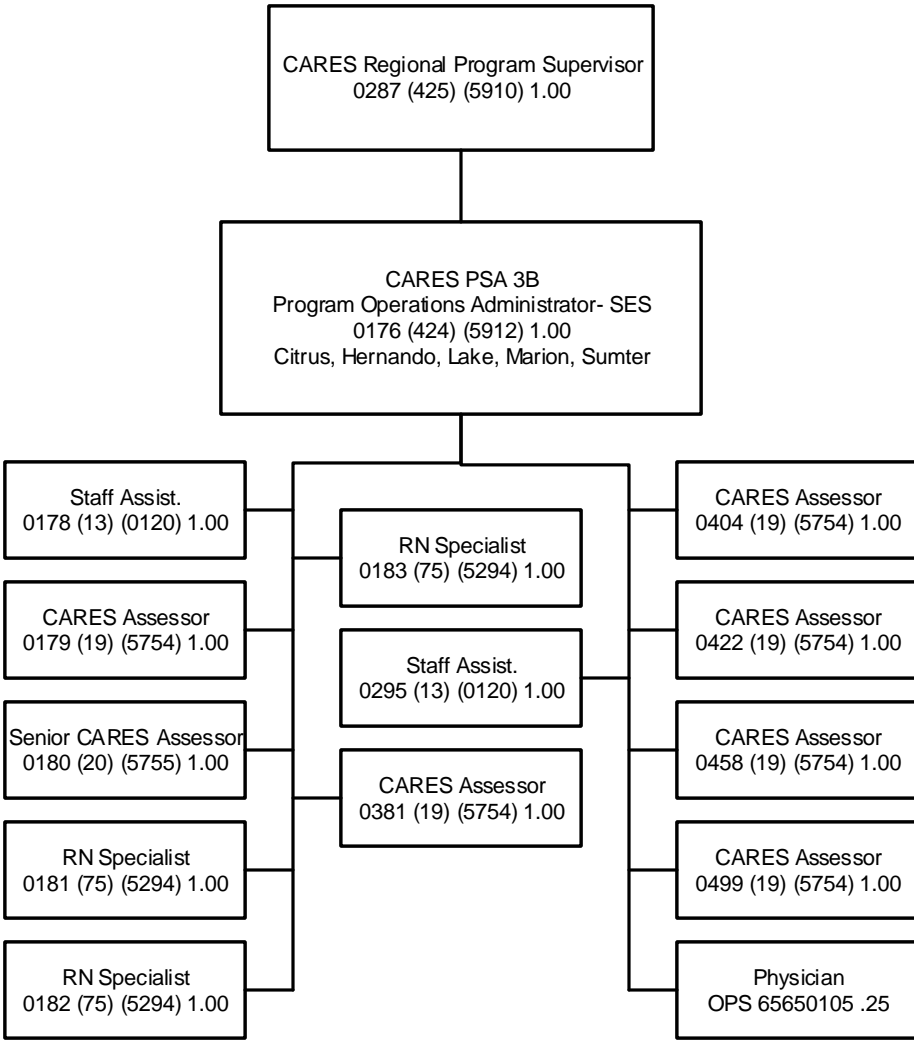 CARES Regional Program Supervisor
0287 (425) (5910) 1.00
CARES PSA 3B
Program Operations Administrator- SES
0176 (424) (5912) 1.00
Citrus, Hernando, Lake, Marion, Sumter
Staff Assist.
0178 (13) (0120) 1.00
CARES Assessor
0179 (19) (5754) 1.00
Senior CARES Assessor
0180 (20) (5755) 1.00
RN Specialist
0181 (75) (5294) 1.00
RN Specialist
0182 (75) (5294) 1.00
RN Specialist
0183 (75) (5294) 1.00
Staff Assist.
0295 (13) (0120) 1.00
CARES Assessor
0381 (19) (5754) 1.00
CARES Assessor
0404 (19) (5754) 1.00
CARES Assessor
0422 (19) (5754) 1.00
CARES Assessor
0458 (19) (5754) 1.00
CARES Assessor
0499 (19) (5754) 1.00
Physician
OPS 65650105 .25